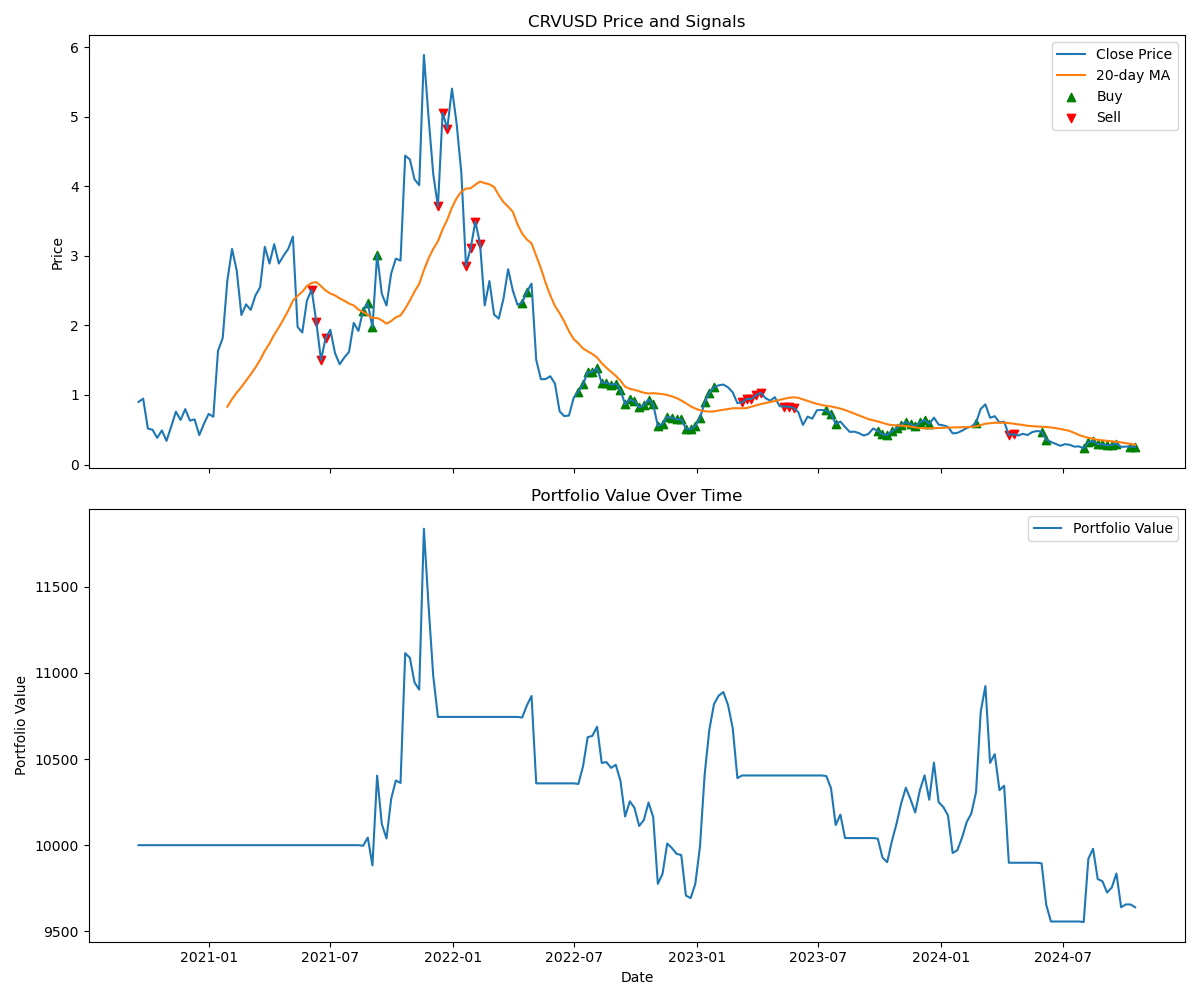 CRVUSD Price and Signals
Close Price
20-day MA
Buy
Sell
Price
6
5
4
3
2
1
0
Portfolio Value Over Time
Portfolio Value
Portfolio Value
11500
11000
10500
10000
9500
2021-01 2021-07 2022-01 2022-07 2023-01 2023-07 2024-01 2024-07
Date